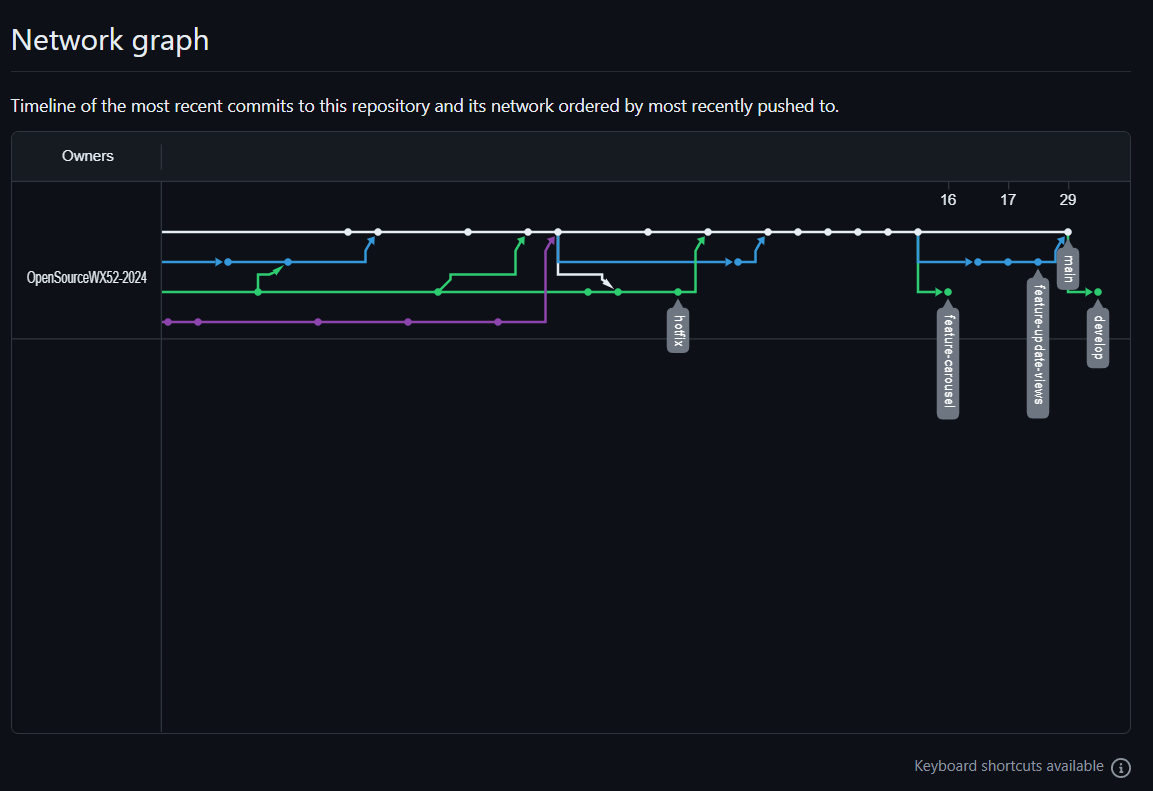 Network graph
Timeline of the most recent commits to this repository and its network ordered by most recently pushed to.
Owners
16 17 29
OpenSourceWX52-2024
main
hoffix
feature-carousel
feature-update-views
develop
Keyboard shortcuts available